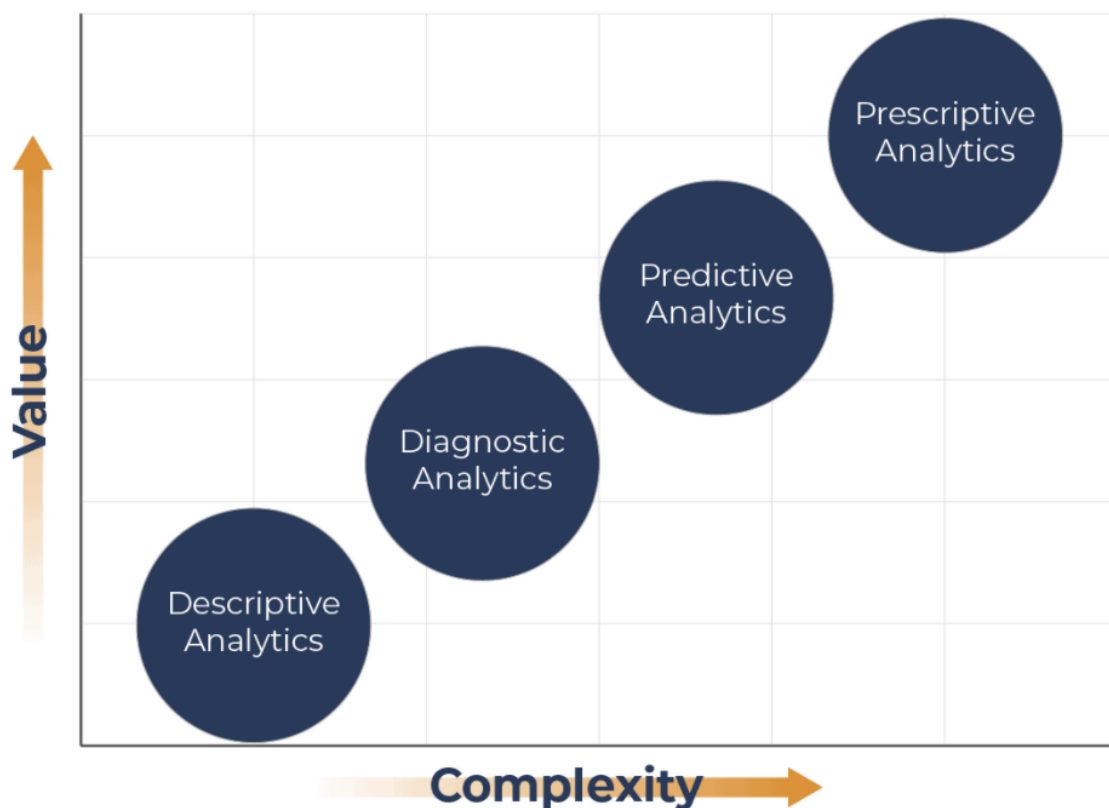 Prescriptive
Analytics
Predictive
Analytics
Value
Diagnostic
Analytics
Descriptive
Analytics
Complexity